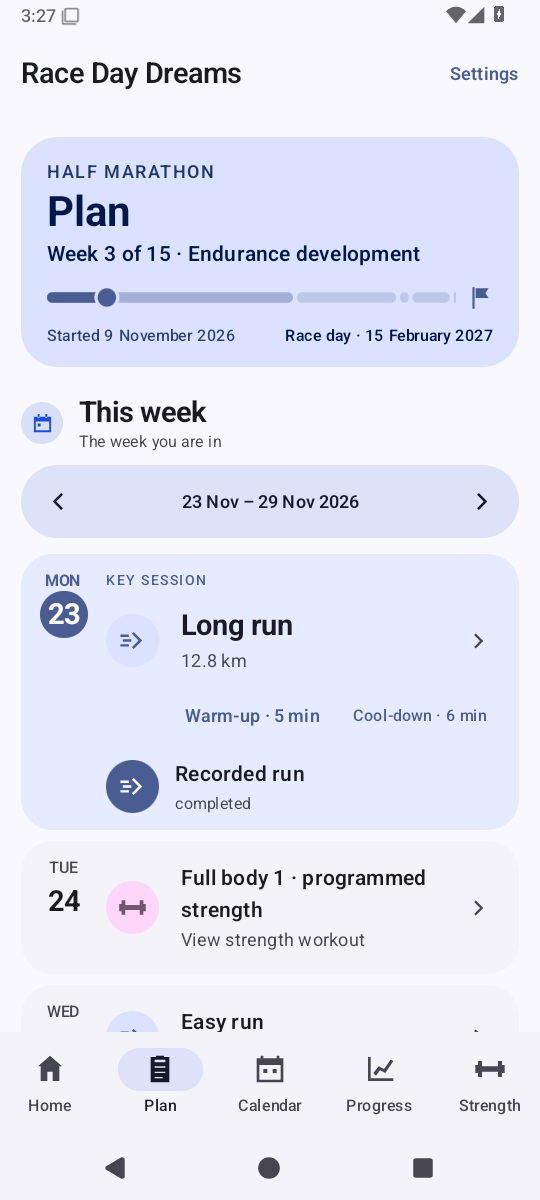 3:27
Race Day Dreams
Settings
HALF MARATHON
Plan
Week 3 of 15 · Endurance development
Started 9 November 2026
Race day · 15 February 2027
This week
The week you are in
23 Nov – 29 Nov 2026
MON
23
KEY SESSION
Long run
12.8 km
Warm-up · 5 min
Cool-down · 6 min
Recorded run
completed
TUE
24
Full body 1 · programmed
strength
View strength workout
WED
Easy run
Home
Plan
Calendar
Progress
Strength